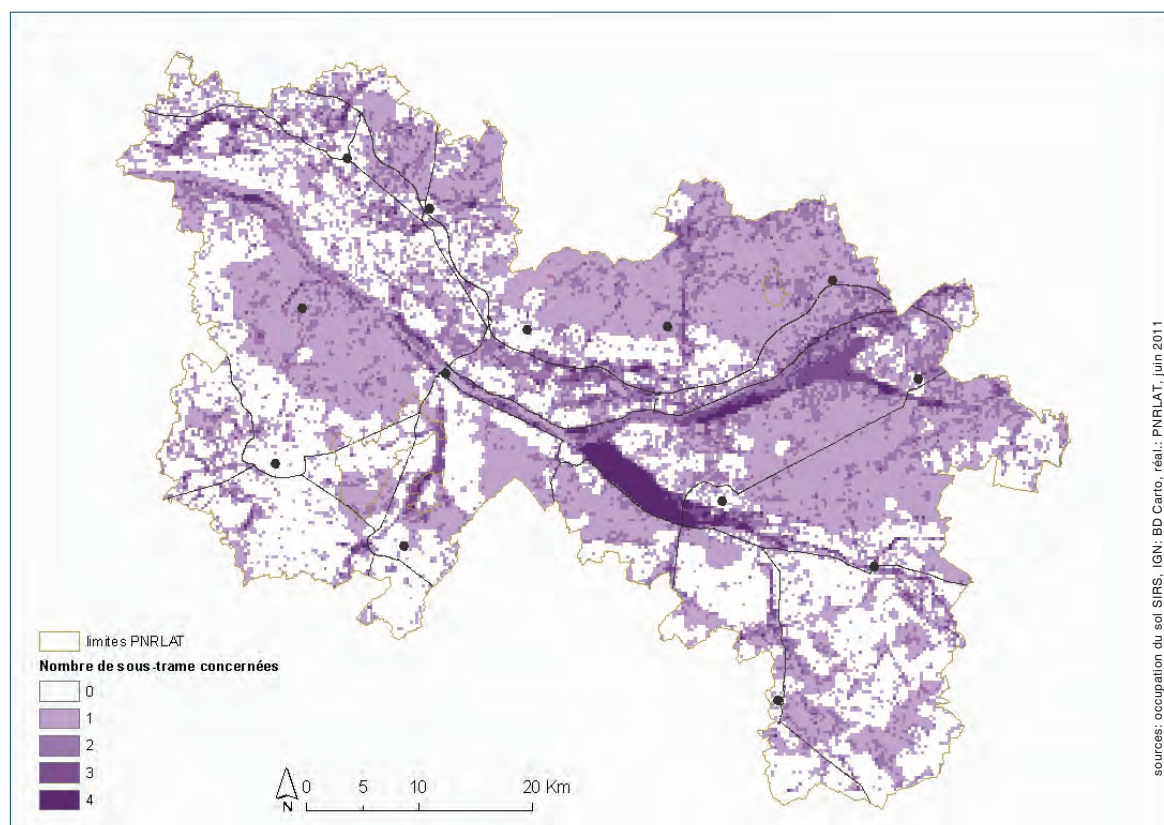 limites PNRLAT
Nombre de sous-trame concernées
0
1
2
3
4
N
0 5 10 20 Km
sources: occupation du sol SIRS, IGN: BD Carto, réal.: PNRLAT, juin 2011